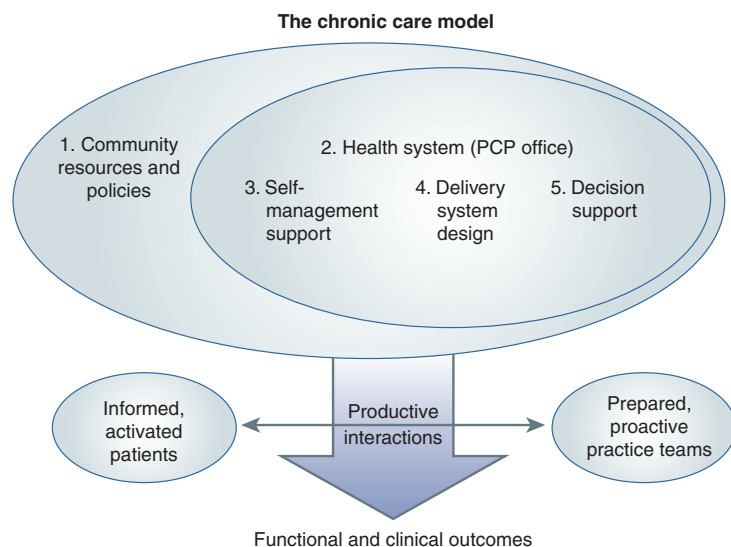 The chronic care model
1. Community
resources and
policies
2. Health system (PCP office)
3. Self-
management
support
4. Delivery
system
design
5. Decision
support
Informed,
activated
patients
Productive
interactions
Prepared,
proactive
practice teams
Functional and clinical outcomes